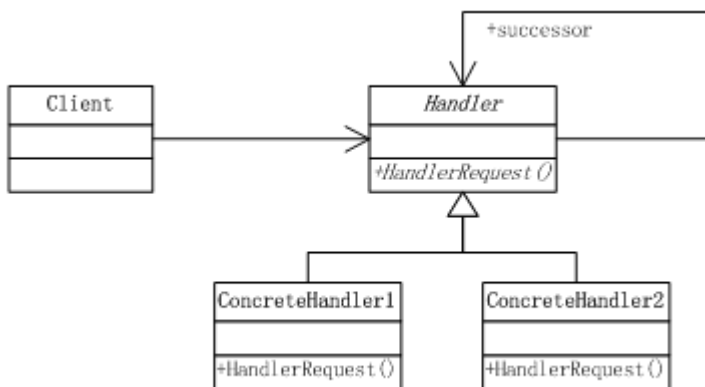 +successor
Client
Handler
+HandlerRequest()
ConcreteHandler1
ConcreteHandler2
+HandlerRequest()
+HandlerRequest()